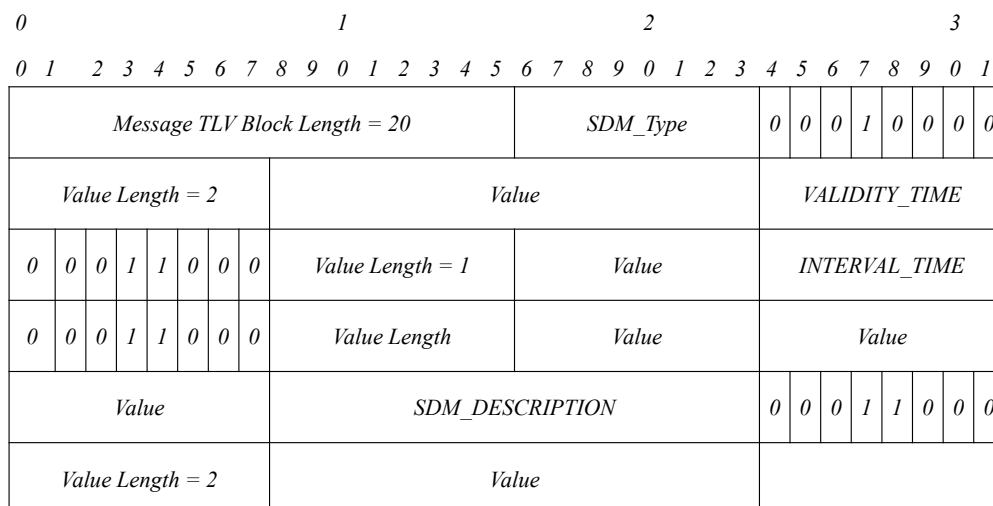 0 1 2 3
0 1 2 3 4 5 6 7 8 9 0 1 2 3 4 5 6 7 8 9 0 1 2 3 4 5 6 7 8 9 0 1
Message TLV Block Length = 20 SDM_Type 0 0 0 1 0 0 0 0
Value Length = 2 Value VALIDITY_TIME
0 0 0 1 1 0 0 0 Value Length = 1 Value INTERVAL_TIME
0 0 0 1 1 0 0 0 Value Length Value Value
Value SDM_DESCRIPTION 0 0 0 1 1 0 0 0
Value Length = 2 Value